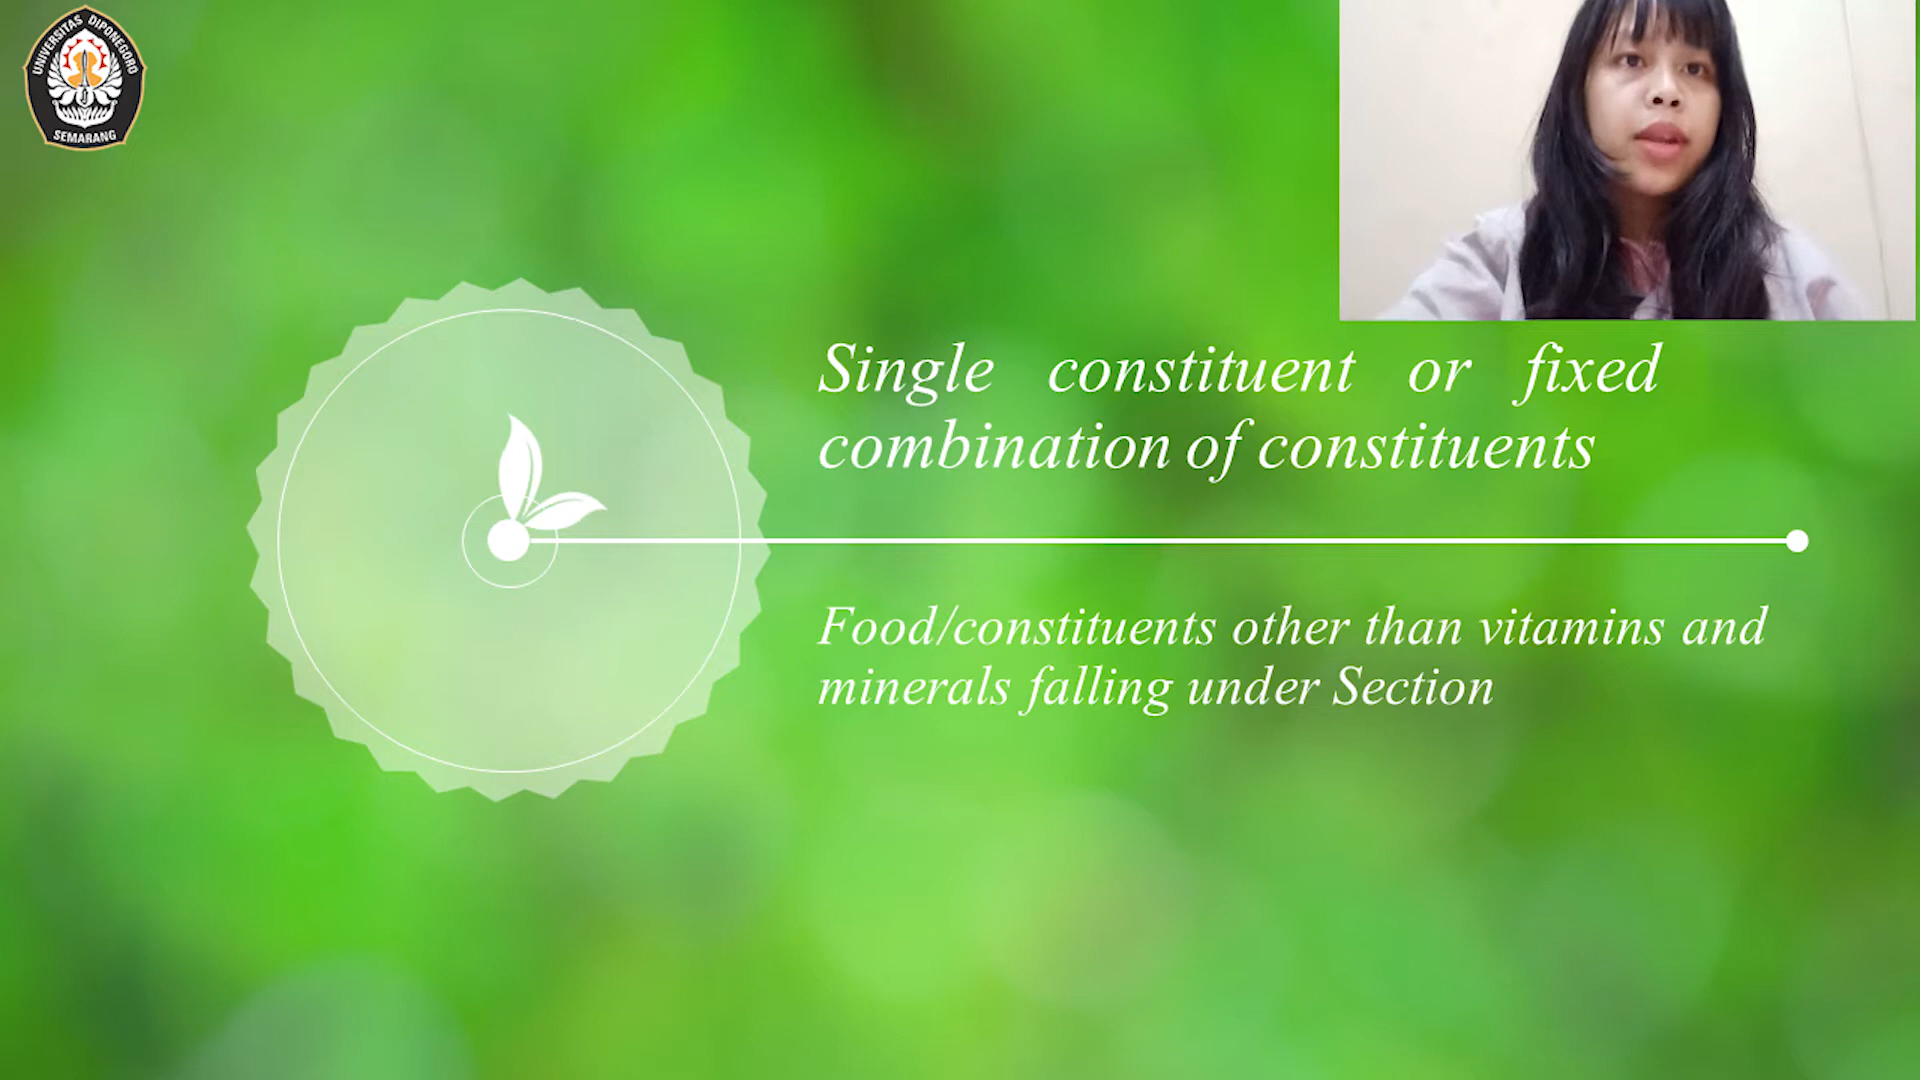 UNIVERSITAS DIPONEGORO
SEMARANG
Single constituent or fixed
combination of constituents
Food/constituents other than vitamins and
minerals falling under Section